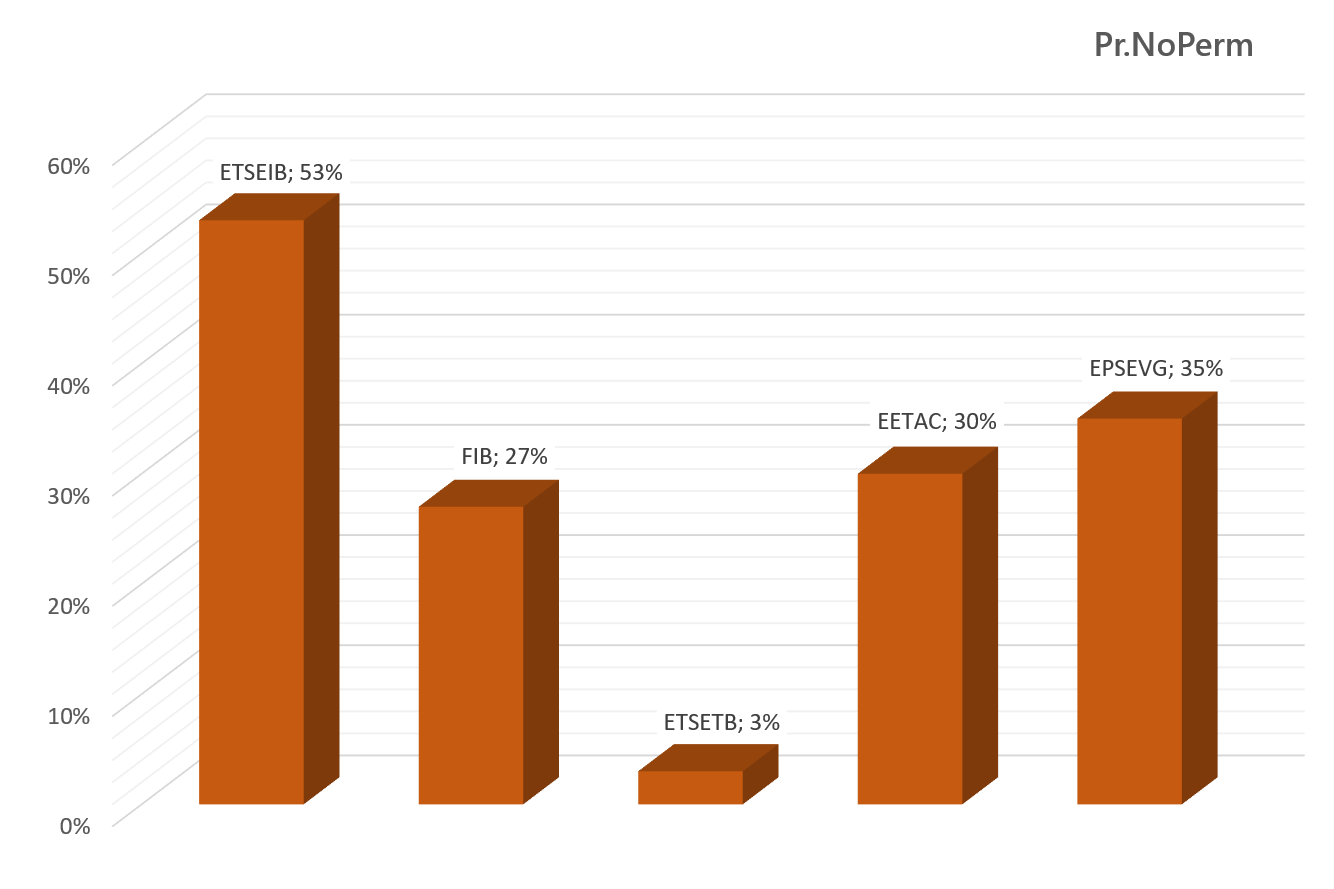 Pr.NoPerm
60%
ETSEIB; 53%
50%
40%
EPSEVG; 35%
EETAC; 30%
FIB; 27%
30%
20%
ETSETB; 3%
10%
0%